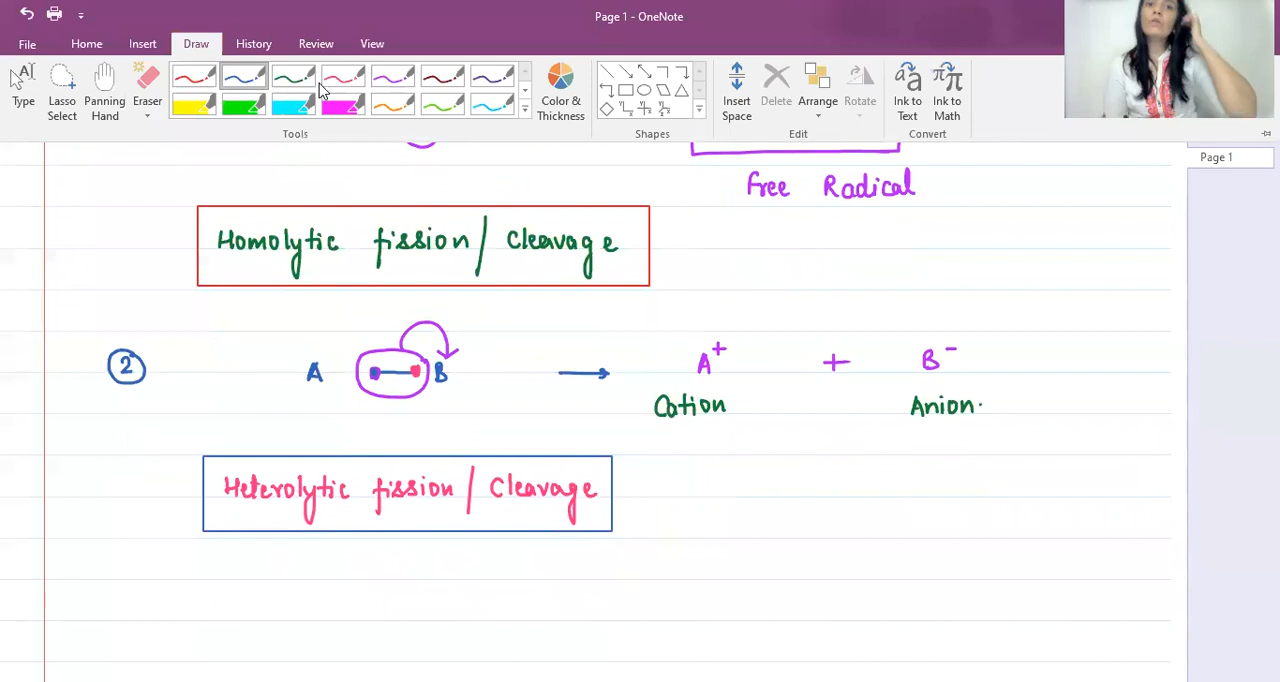 Page 1 - OneNote
File Home Insert Draw History Review View
Type
Lasso Select
Panning Hand
Eraser
Color & Thickness
Insert Space
Delete
Arrange
Rotate
Ink to Text
Ink to Math
Tools
Shapes
Edit
Convert
Page 1
Free Radical
Homolytic fission / Cleavage
2 A B → A+ + B-
Cation Anion.
Heterolytic fission / Cleavage